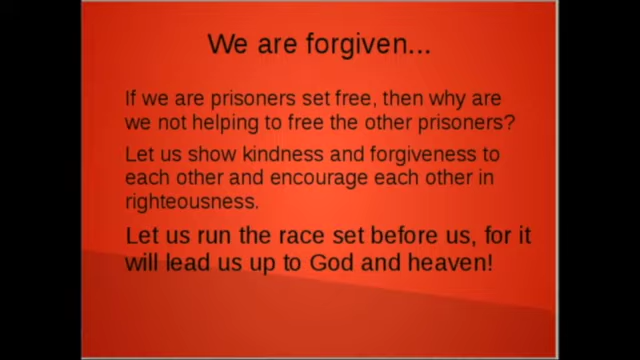 We are forgiven...
If we are prisoners set free, then why are
we not helping to free the other prisoners?
Let us show kindness and forgiveness to
each other and encourage each other in
righteousness.
Let us run the race set before us, for it
will lead us up to God and heaven!